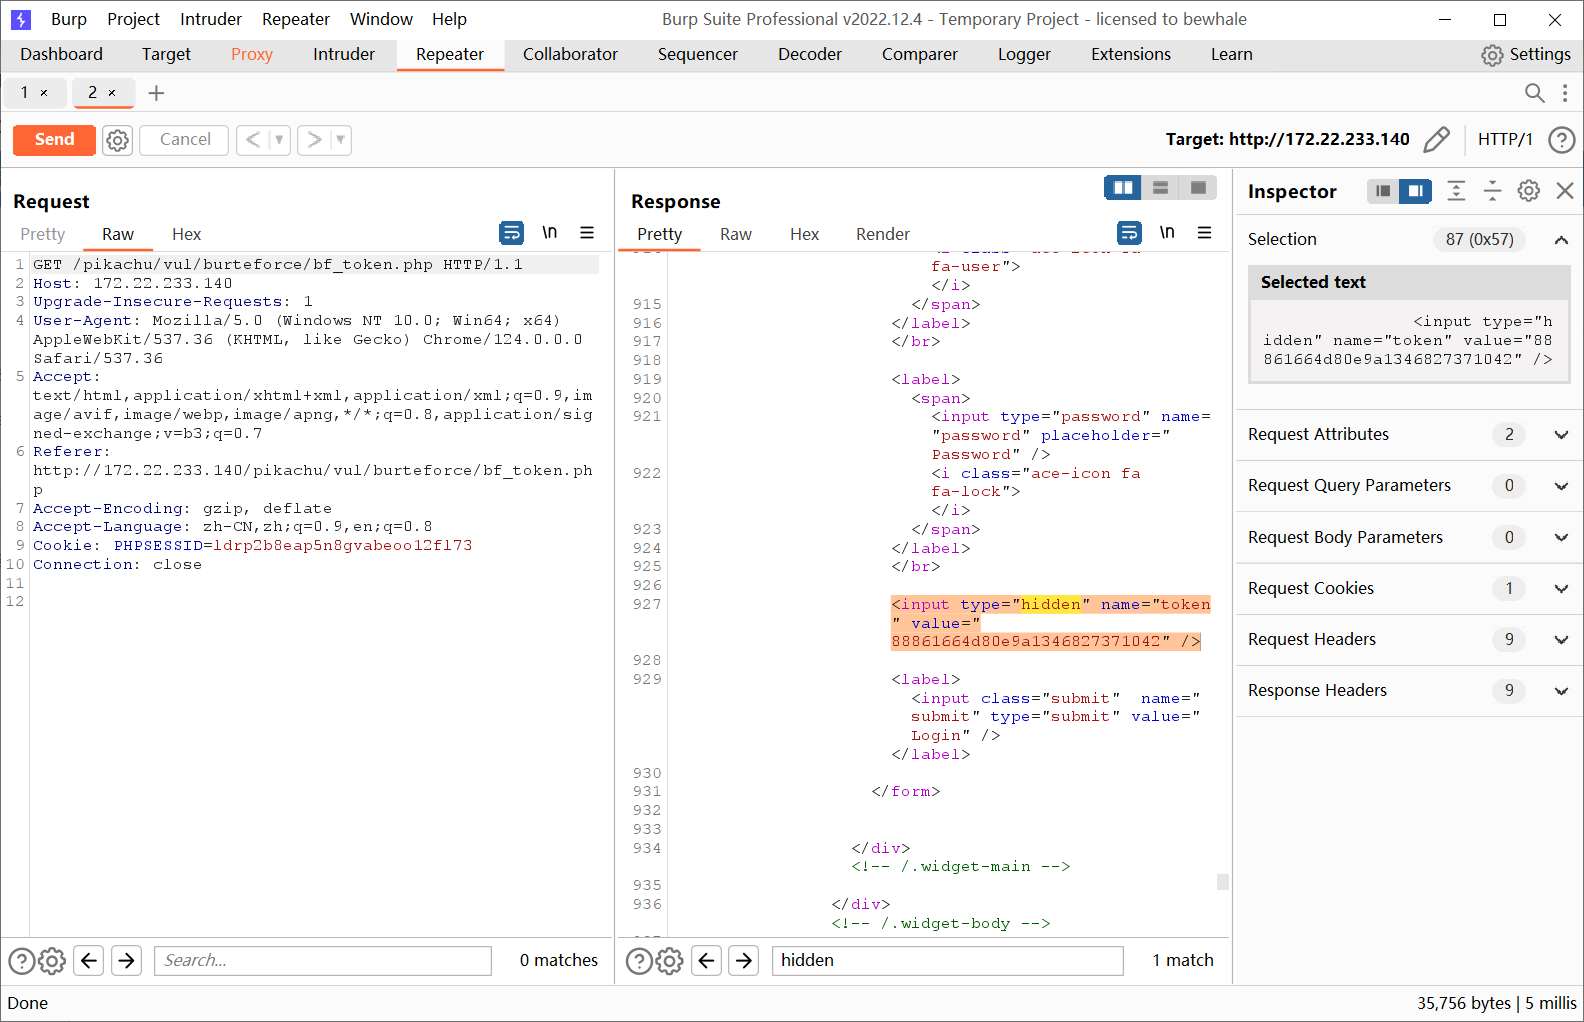 Burp Project Intruder Repeater Window Help Burp Suite Professional v2022.12.4 - Temporary Project - licensed to bewhale
Dashboard Target Proxy Intruder Repeater Collaborator Sequencer Decoder Comparer Logger Extensions Learn Settings
1 × 2 × +
Send Cancel < > Target: http://172.22.233.140 HTTP/1 ?
Request
Pretty Raw Hex \n
1 GET /pikachu/vul/burteforce/bf_token.php HTTP/1.1
2 Host: 172.22.233.140
3 Upgrade-Insecure-Requests: 1
4 User-Agent: Mozilla/5.0 (Windows NT 10.0; Win64; x64)
AppleWebKit/537.36 (KHTML, like Gecko) Chrome/124.0.0.0
Safari/537.36
5 Accept:
text/html,application/xhtml+xml,application/xml;q=0.9,im
age/avif,image/webp,image/apng,*/*;q=0.8,application/sig
ned-exchange;v=b3;q=0.7
6 Referer:
http://172.22.233.140/pikachu/vul/burteforce/bf_token.ph
p
7 Accept-Encoding: gzip, deflate
8 Accept-Language: zh-CN,zh;q=0.9,en;q=0.8
9 Cookie: PHPSESSID=ldrp2b8eap5n8gvabeoo12fl73
10 Connection: close
11
12
? Search... 0 matches
Response
Pretty Raw Hex Render \n
fa-user">
</i>
915 </span>
916 </label>
917 </br>
918
919 <label>
920 <span>
921 <input type="password" name=
"password" placeholder="
Password" />
922 <i class="ace-icon fa
fa-lock">
</i>
923 </span>
924 </label>
925 </br>
926
927 <input type="hidden" name="token
" value="
88861664d80e9a1346827371042" />
928
929 <label>
<input class="submit"  name="
submit" type="submit" value="
Login" />
</label>
930
931 </form>
932
933
934 </div>
<!-- /.widget-main -->
935
936 </div>
<!-- /.widget-body -->
? hidden 1 match
Inspector
Selection 87 (0x57)
Selected text
<input type="h
idden" name="token" value="88
861664d80e9a1346827371042" />
Request Attributes 2
Request Query Parameters 0
Request Body Parameters 0
Request Cookies 1
Request Headers 9
Response Headers 9
Done 35,756 bytes | 5 millis